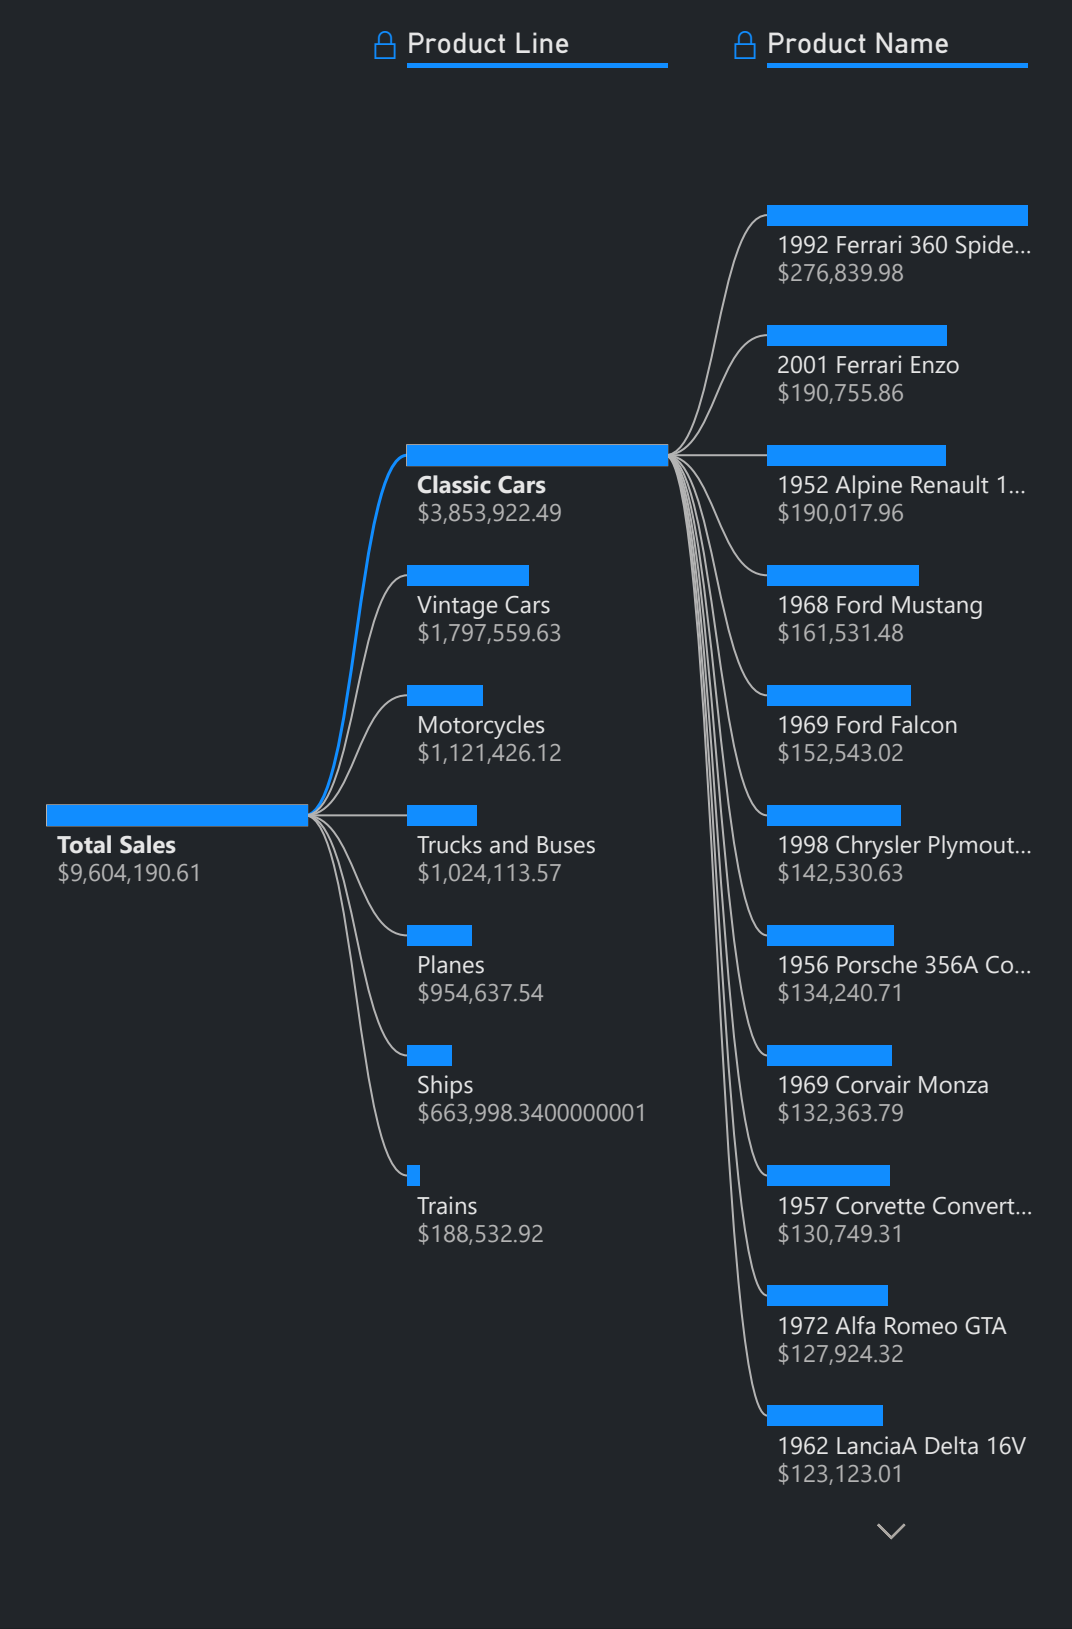 Product Line
Product Name
1992 Ferrari 360 Spide...
$276,839.98
2001 Ferrari Enzo
$190,755.86
Classic Cars
$3,853,922.49
1952 Alpine Renault 1...
$190,017.96
Vintage Cars
$1,797,559.63
1968 Ford Mustang
$161,531.48
Motorcycles
$1,121,426.12
1969 Ford Falcon
$152,543.02
Total Sales
$9,604,190.61
Trucks and Buses
$1,024,113.57
1998 Chrysler Plymout...
$142,530.63
Planes
$954,637.54
1956 Porsche 356A Co...
$134,240.71
Ships
$663,998.3400000001
1969 Corvair Monza
$132,363.79
Trains
$188,532.92
1957 Corvette Convert...
$130,749.31
1972 Alfa Romeo GTA
$127,924.32
1962 LanciaA Delta 16V
$123,123.01